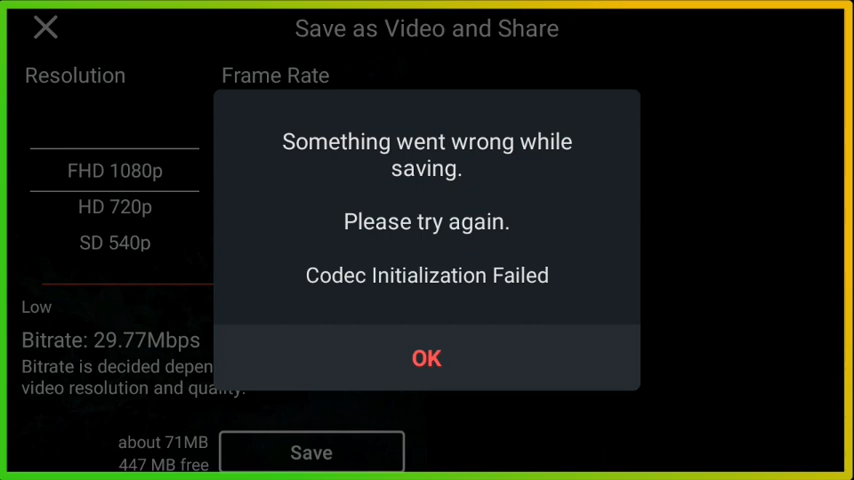 Save as Video and Share
Resolution
Frame Rate
FHD 1080p
HD 720p
SD 540p
Low
Bitrate: 29.77Mbps
Bitrate is decided depen
video resolution and quality.
about 71MB
447 MB free
Save
Something went wrong while
saving.
Please try again.
Codec Initialization Failed
OK